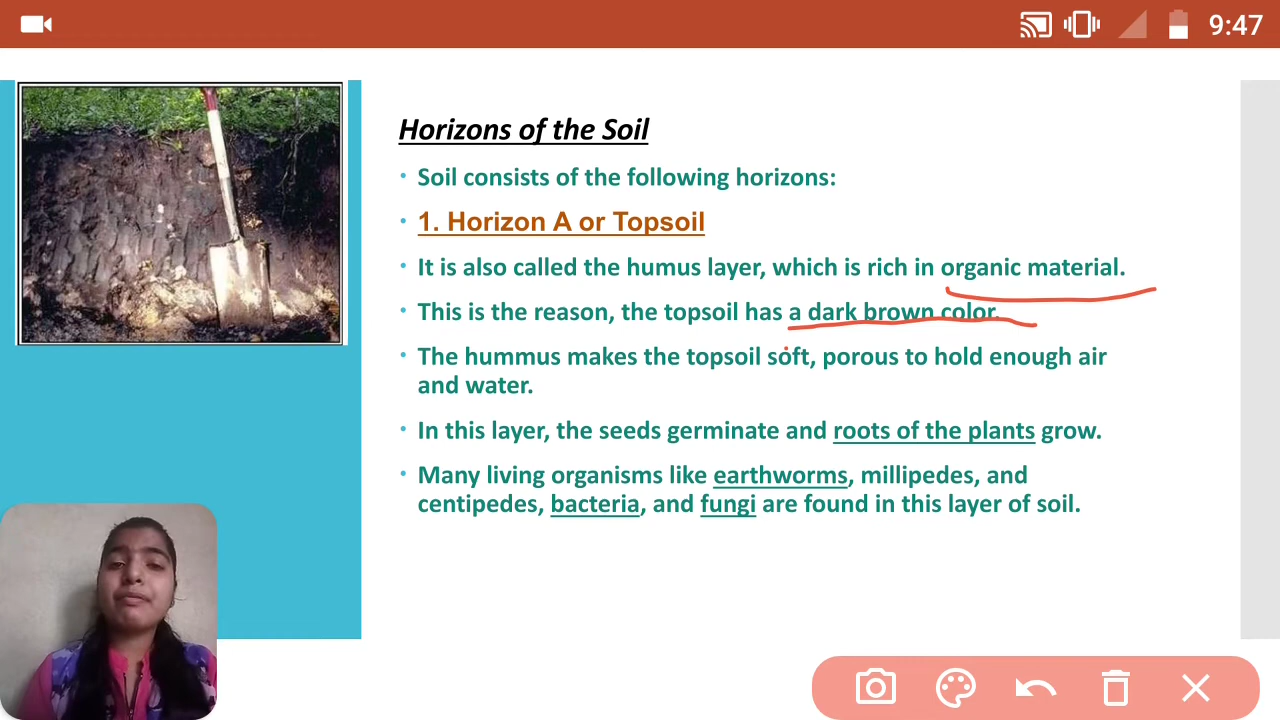 9:47
Horizons of the Soil
• Soil consists of the following horizons:
• 1. Horizon A or Topsoil
• It is also called the humus layer, which is rich in organic material.
• This is the reason, the topsoil has a dark brown color.
• The hummus makes the topsoil soft, porous to hold enough air
and water.
• In this layer, the seeds germinate and roots of the plants grow.
• Many living organisms like earthworms, millipedes, and
centipedes, bacteria, and fungi are found in this layer of soil.